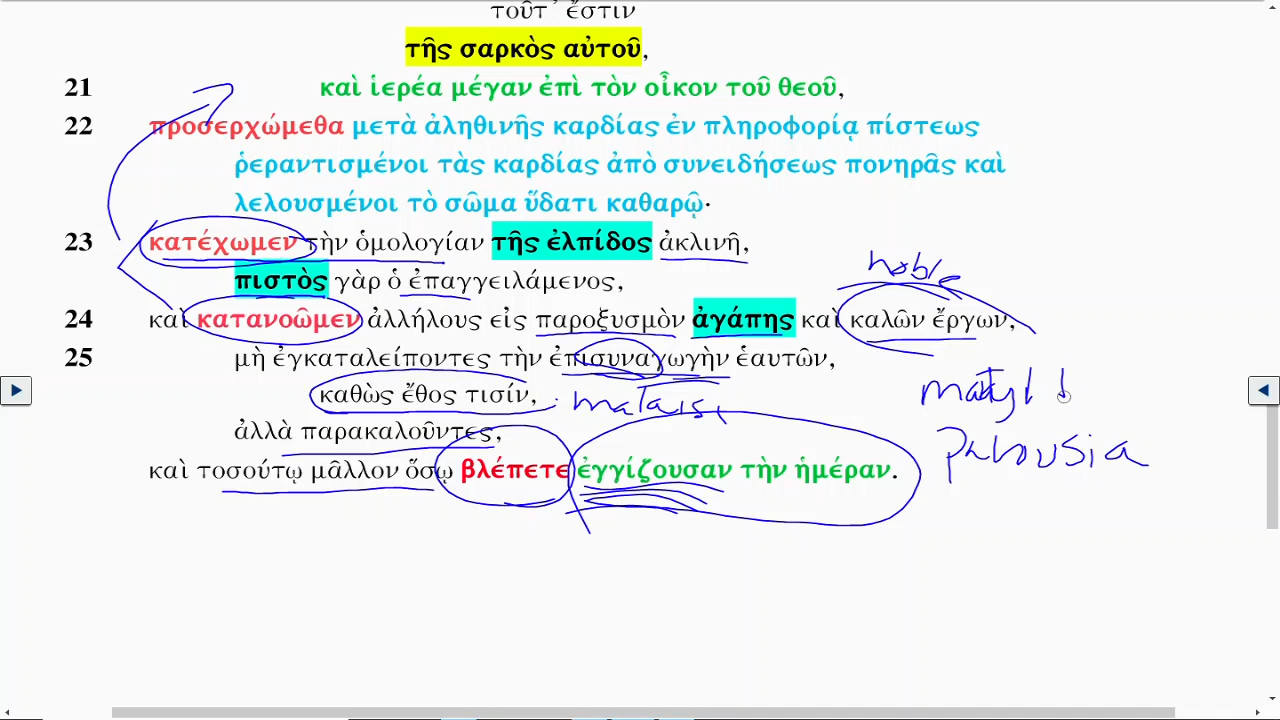 τοῦτ᾽ ἔστιν
τῆς σαρκὸς αὐτοῦ,
21 καὶ ἱερέα μέγαν ἐπὶ τὸν οἶκον τοῦ θεοῦ,
22 προσερχώμεθα μετὰ ἀληθινῆς καρδίας ἐν πληροφορίᾳ πίστεως
ῥεραντισμένοι τὰς καρδίας ἀπὸ συνειδήσεως πονηρᾶς καὶ
λελουσμένοι τὸ σῶμα ὕδατι καθαρῷ·
23 κατέχωμεν τὴν ὁμολογίαν τῆς ἐλπίδος ἀκλινῆ,
noble
πιστὸς γὰρ ὁ ἐπαγγειλάμενος,
24 καὶ κατανοῶμεν ἀλλήλους εἰς παροξυσμὸν ἀγάπης καὶ καλῶν ἔργων,
25 μὴ ἐγκαταλείποντες τὴν ἐπισυναγωγὴν ἑαυτῶν,
καθὼς ἔθος τισίν,
ἀλλὰ παρακαλοῦντες,
parousia
καὶ τοσούτῳ μᾶλλον ὅσῳ βλέπετε ἐγγίζουσαν τὴν ἡμέραν.